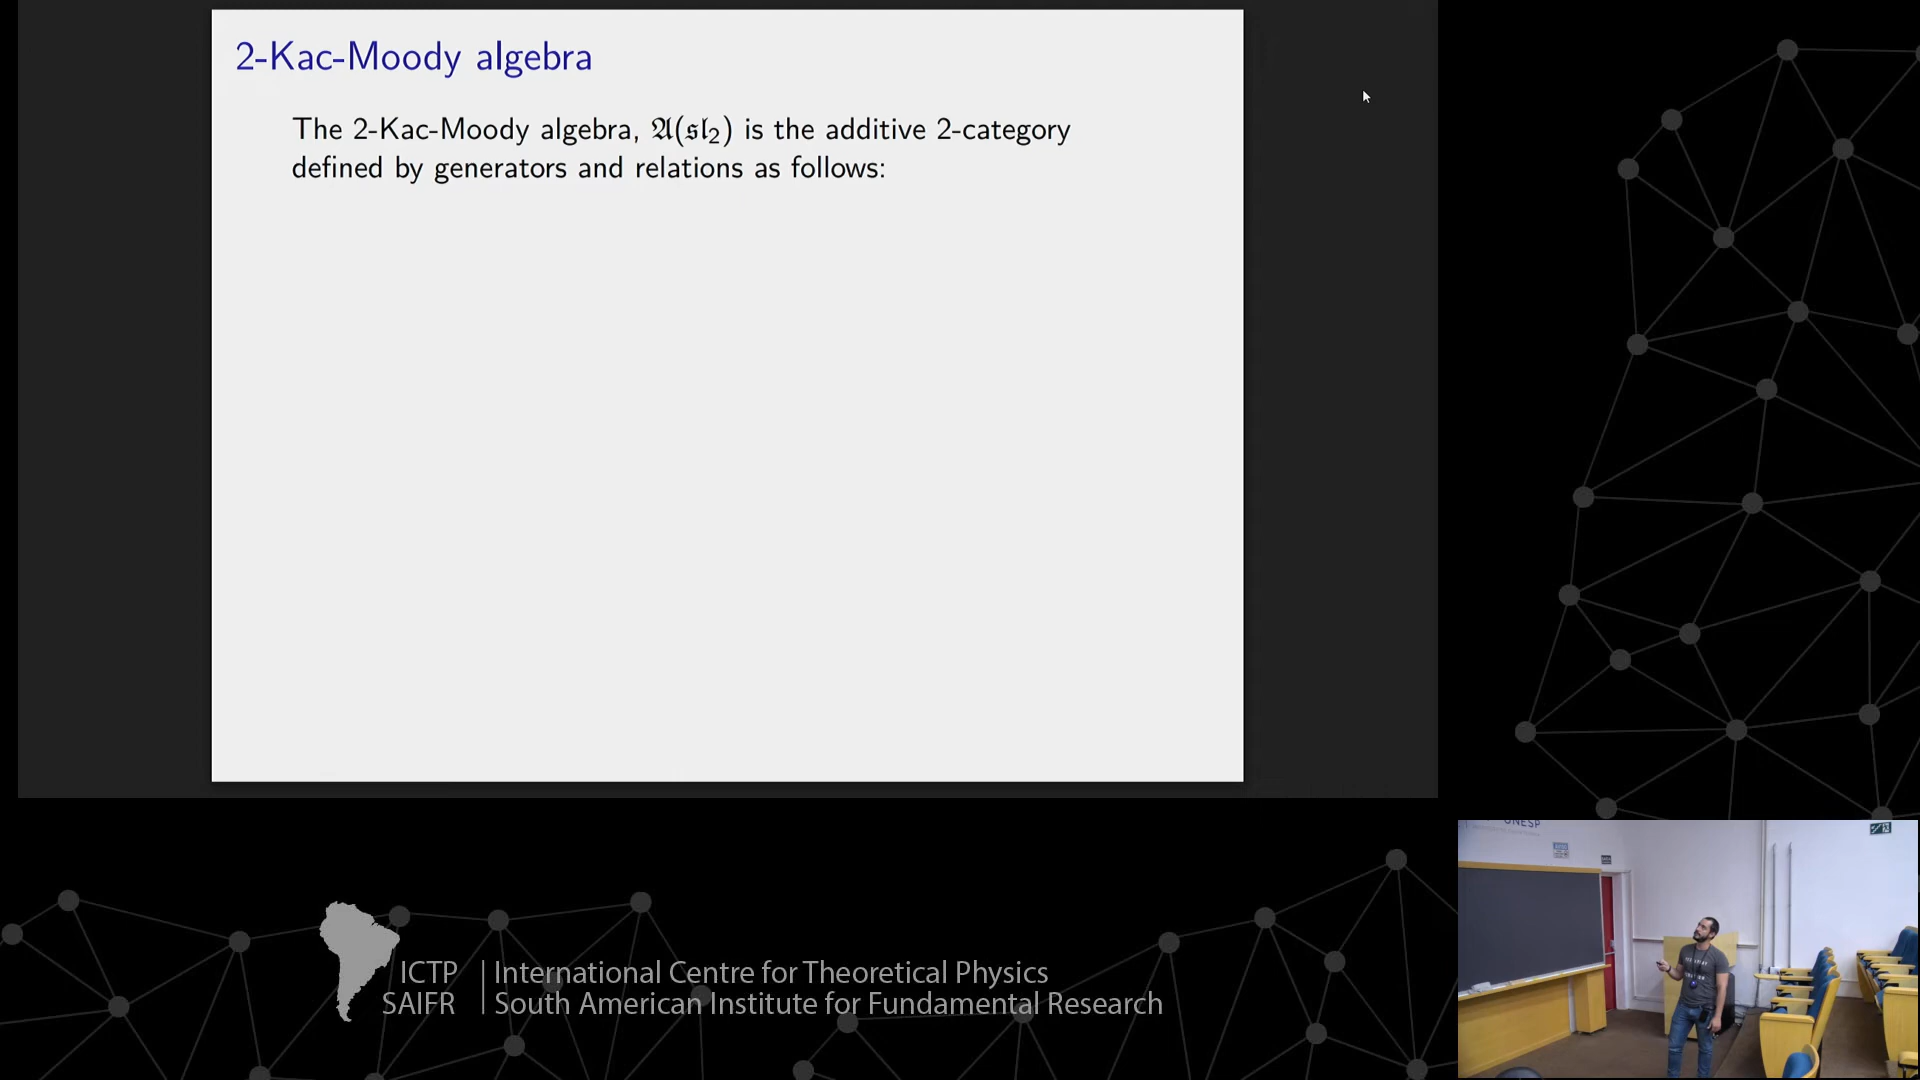 2-Kac-Moody algebra
The 2-Kac-Moody algebra, 𝔄(𝔰𝔩₂) is the additive 2-category
defined by generators and relations as follows:
ICTP
SAIFR
International Centre for Theoretical Physics
South American Institute for Fundamental Research
UNESP